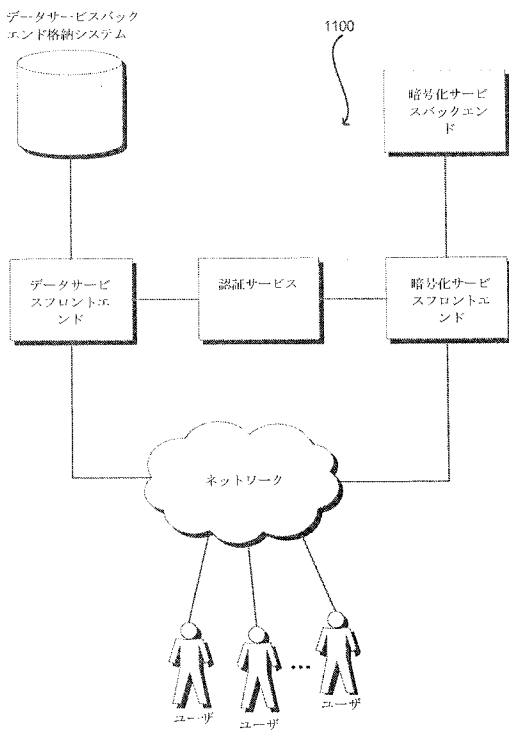 データサービスバック
エンド格納システム
1100
暗号化サービ
スバックエン
ド
データサービ
スフロントエ
ンド
認証サービス
暗号化サービ
スフロントエ
ンド
ネットワーク
ユーザ
ユーザ
ユーザ